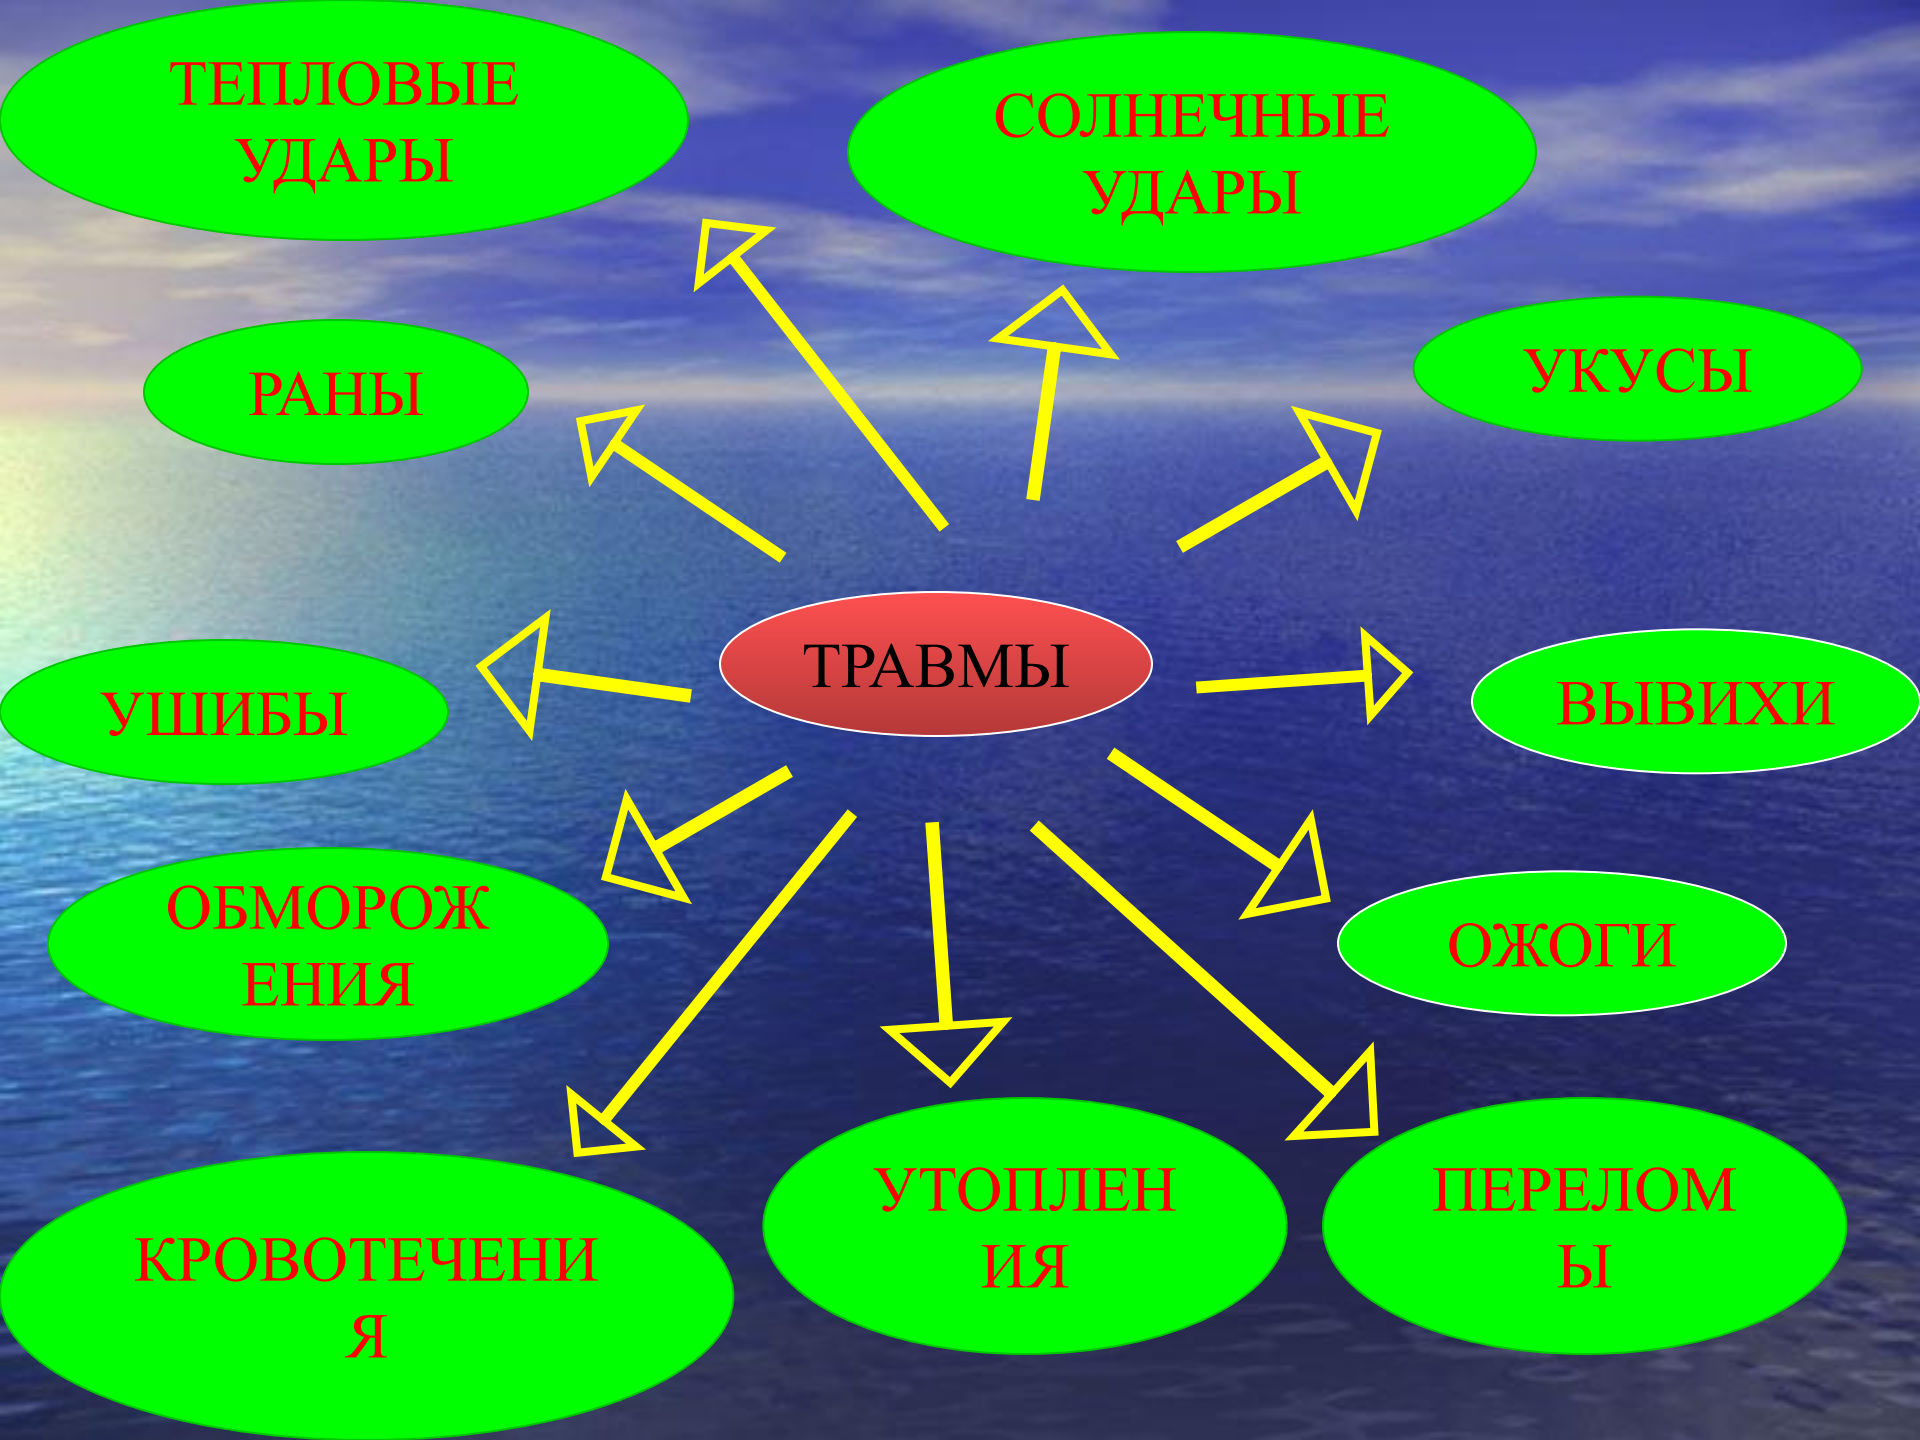 ТЕПЛОВЫЕ
УДАРЫ
СОЛНЕЧНЫЕ
УДАРЫ
РАНЫ
УКУСЫ
ТРАВМЫ
УШИБЫ
ВЫВИХИ
ОБМОРОЖ
ЕНИЯ
ОЖОГИ
КРОВОТЕЧЕНИ
Я
УТОПЛЕН
ИЯ
ПЕРЕЛОМ
Ы